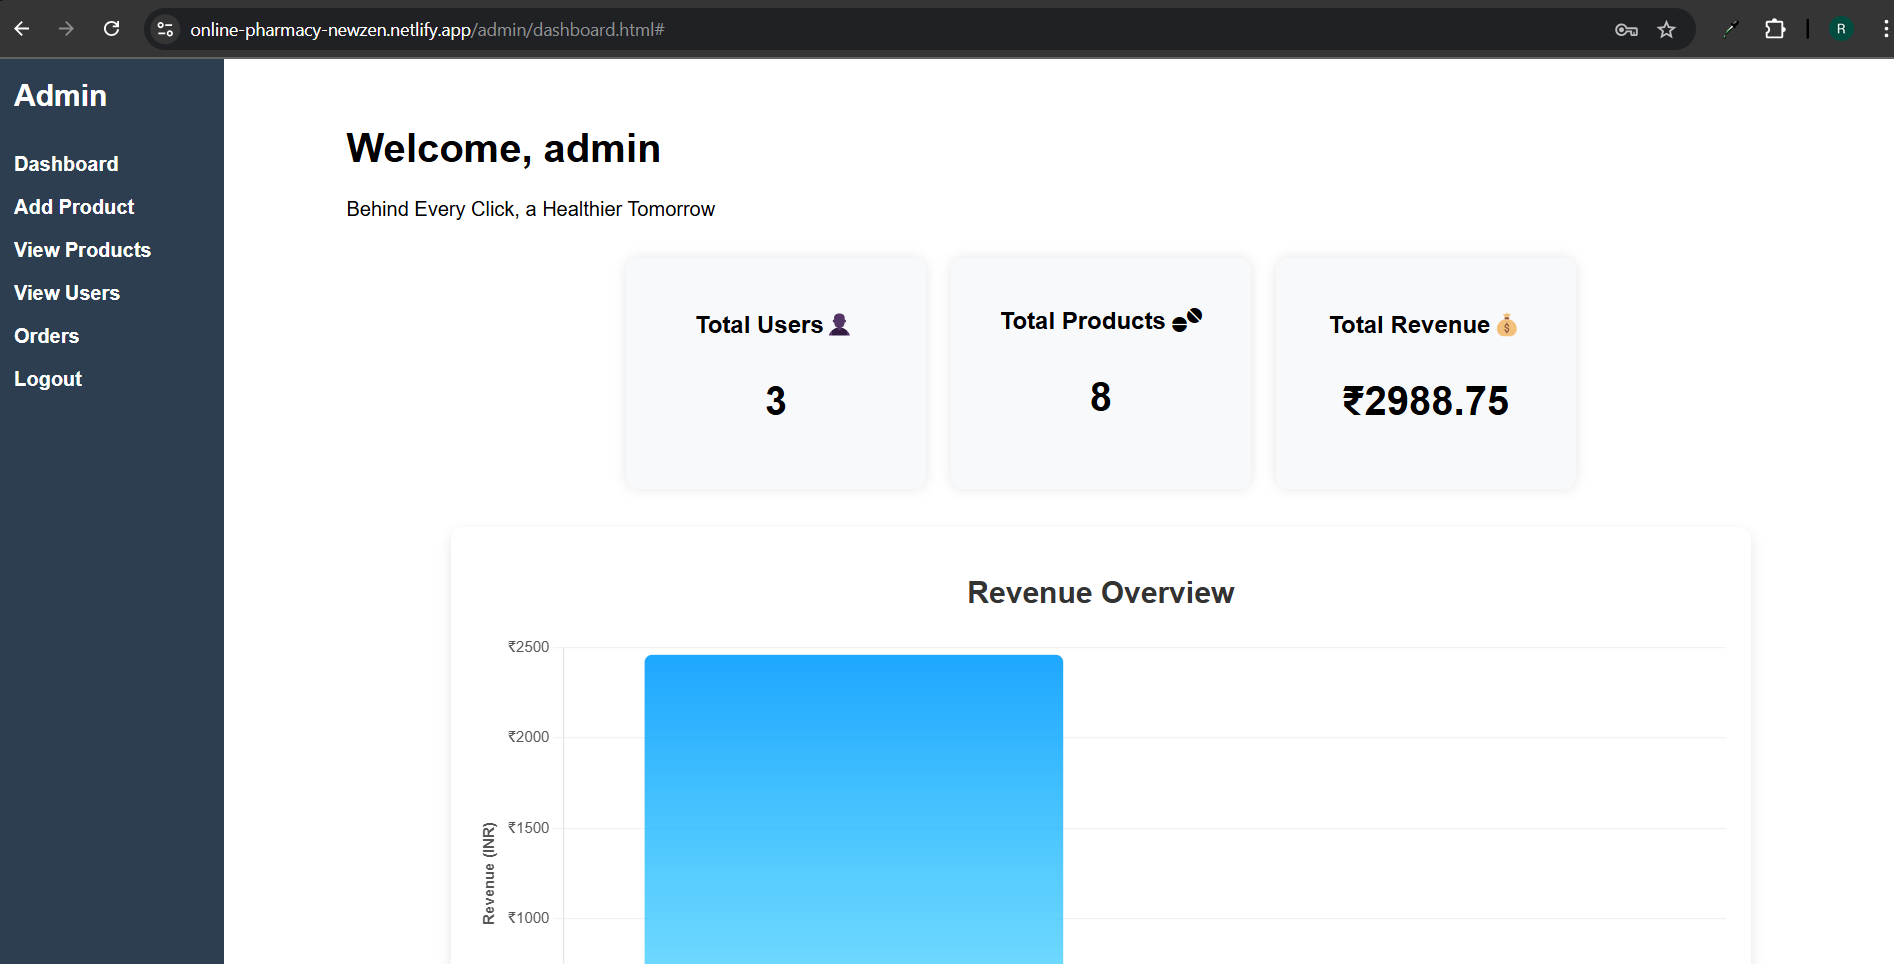 online-pharmacy-newzen.netlify.app/admin/dashboard.html#
R
Admin
Dashboard
Add Product
View Products
View Users
Orders
Logout
Welcome, admin
Behind Every Click, a Healthier Tomorrow
Total Users
3
Total Products
8
Total Revenue
₹2988.75
Revenue Overview
₹2500
₹2000
₹1500
₹1000
Revenue (INR)